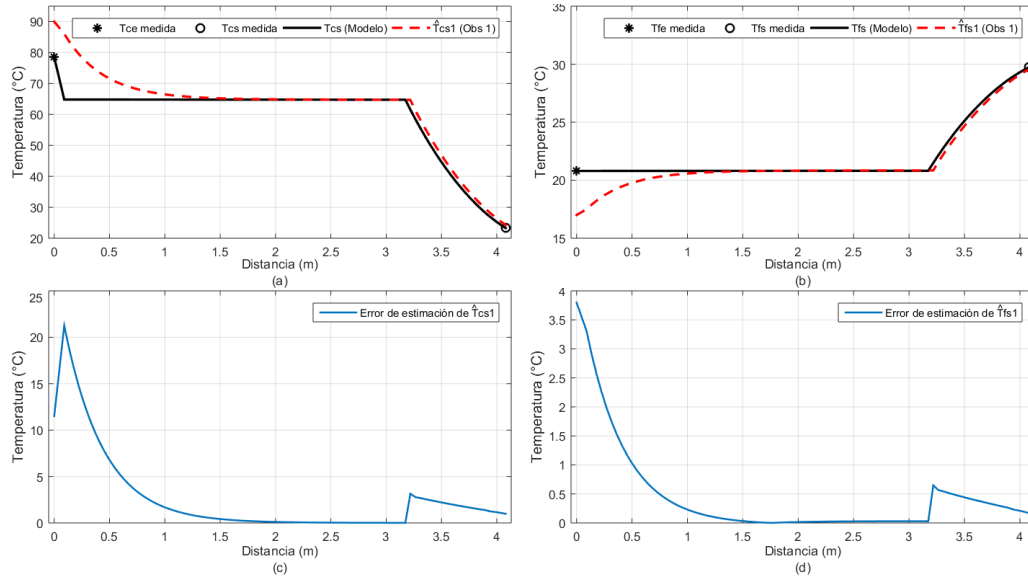 Tce medida Tcs medida Tcs (Modelo) T̂cs1 (Obs 1)
90
80
70
60
50
40
30
20
Temperatura (°C)
0 0.5 1 1.5 2 2.5 3 3.5 4
Distancia (m)
(a)
Tfe medida Tfs medida Tfs (Modelo) T̂fs1 (Obs 1)
35
30
25
20
15
Temperatura (°C)
0 0.5 1 1.5 2 2.5 3 3.5 4
Distancia (m)
(b)
Error de estimación de T̂cs1
25
20
15
10
5
0
Temperatura (°C)
0 0.5 1 1.5 2 2.5 3 3.5 4
Distancia (m)
(c)
Error de estimación de T̂fs1
4
3.5
3
2.5
2
1.5
1
0.5
0
Temperatura (°C)
0 0.5 1 1.5 2 2.5 3 3.5 4
Distancia (m)
(d)